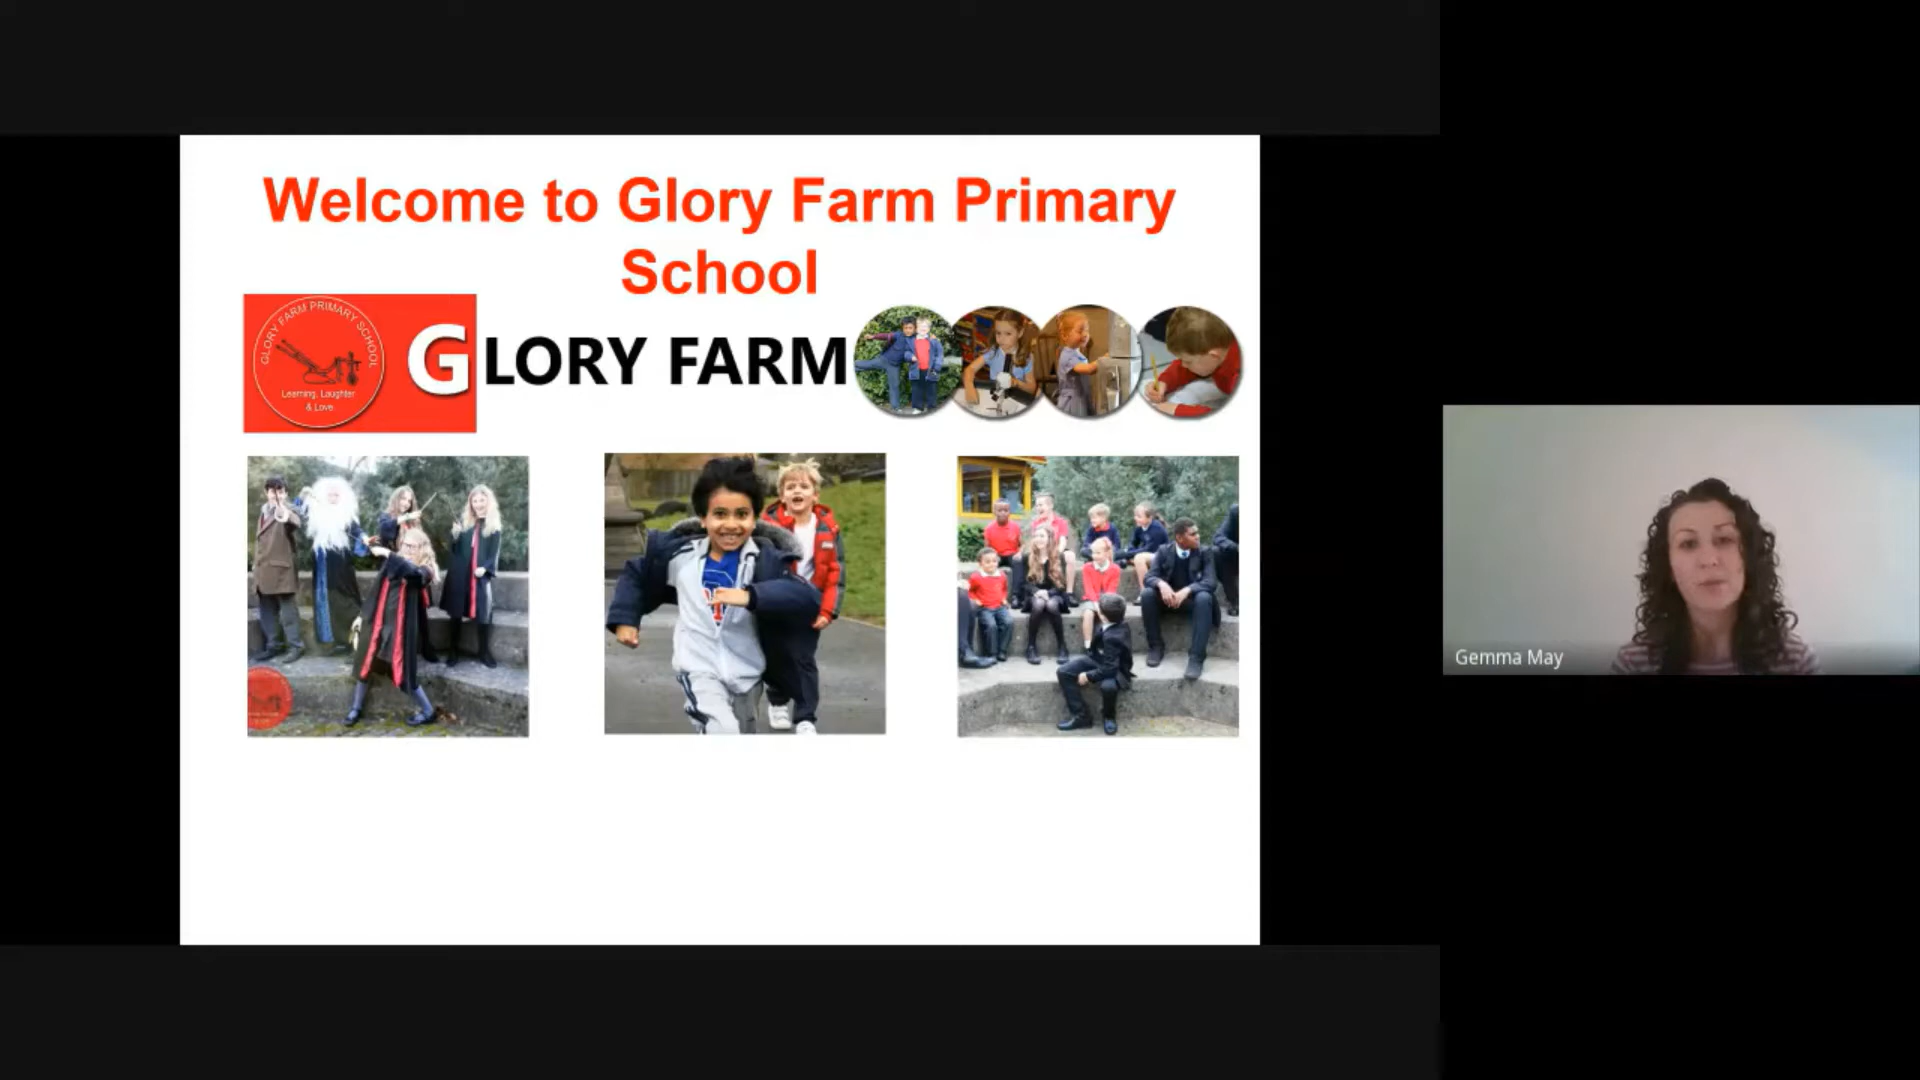 Welcome to Glory Farm Primary
School
GLORY FARM PRIMARY SCHOOL
Learning, Laughter
& Love
GLORY FARM
Gemma May